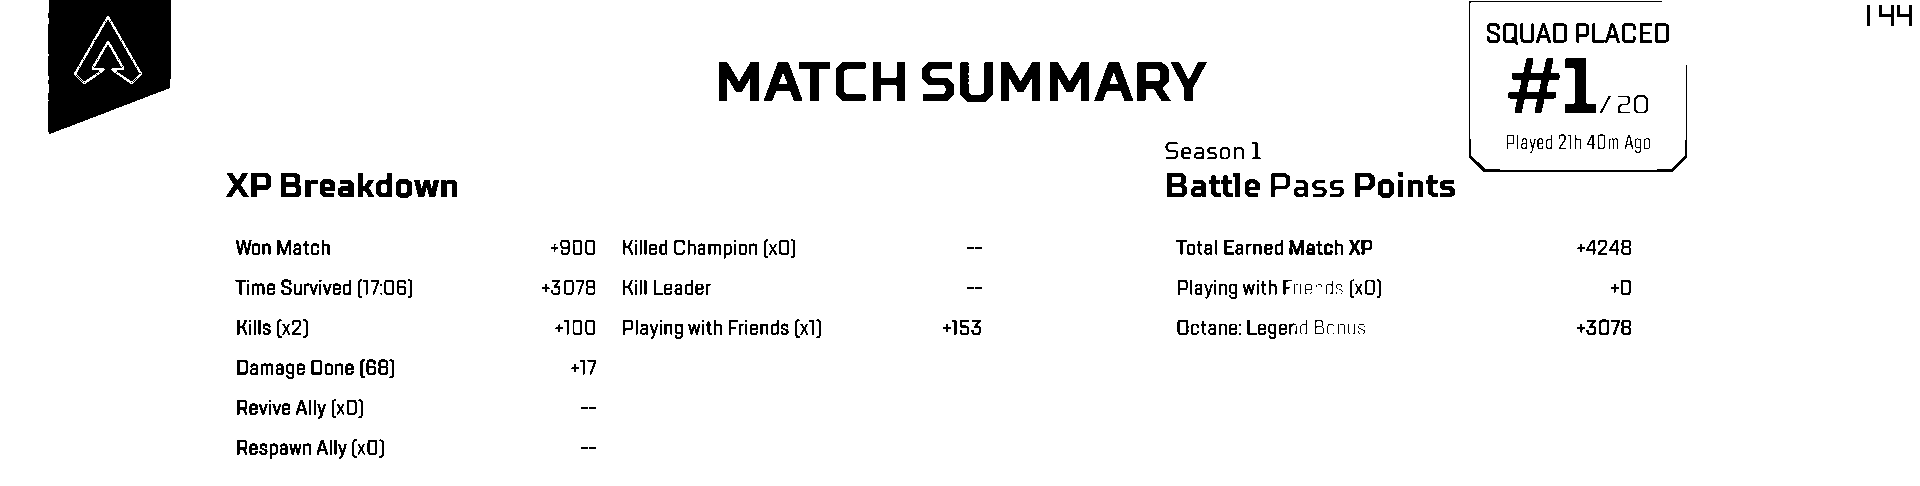 144
MATCH SUMMARY
SQUAD PLACED
#1/20
Played 21h 40m Ago
XP Breakdown
Won Match +900
Time Survived (17:06) +3078
Kills (x2) +100
Damage Done (68) +17
Revive Ally (x0) --
Respawn Ally (x0) --
Killed Champion (x0) --
Kill Leader --
Playing with Friends (x1) +153
Season 1
Battle Pass Points
Total Earned Match XP +4248
Playing with Friends (x0) +0
Octane: Legend Bonus +3078